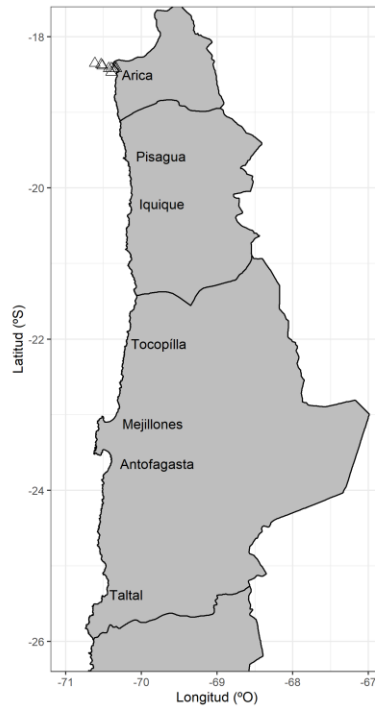 -18
Arica
Pisagua
-20
Iquique
Latitud (ºS)
-22
Tocopílla
Mejillones
Antofagasta
-24
Taltal
-26
-71 -70 -69 -68 -67
Longitud (ºO)